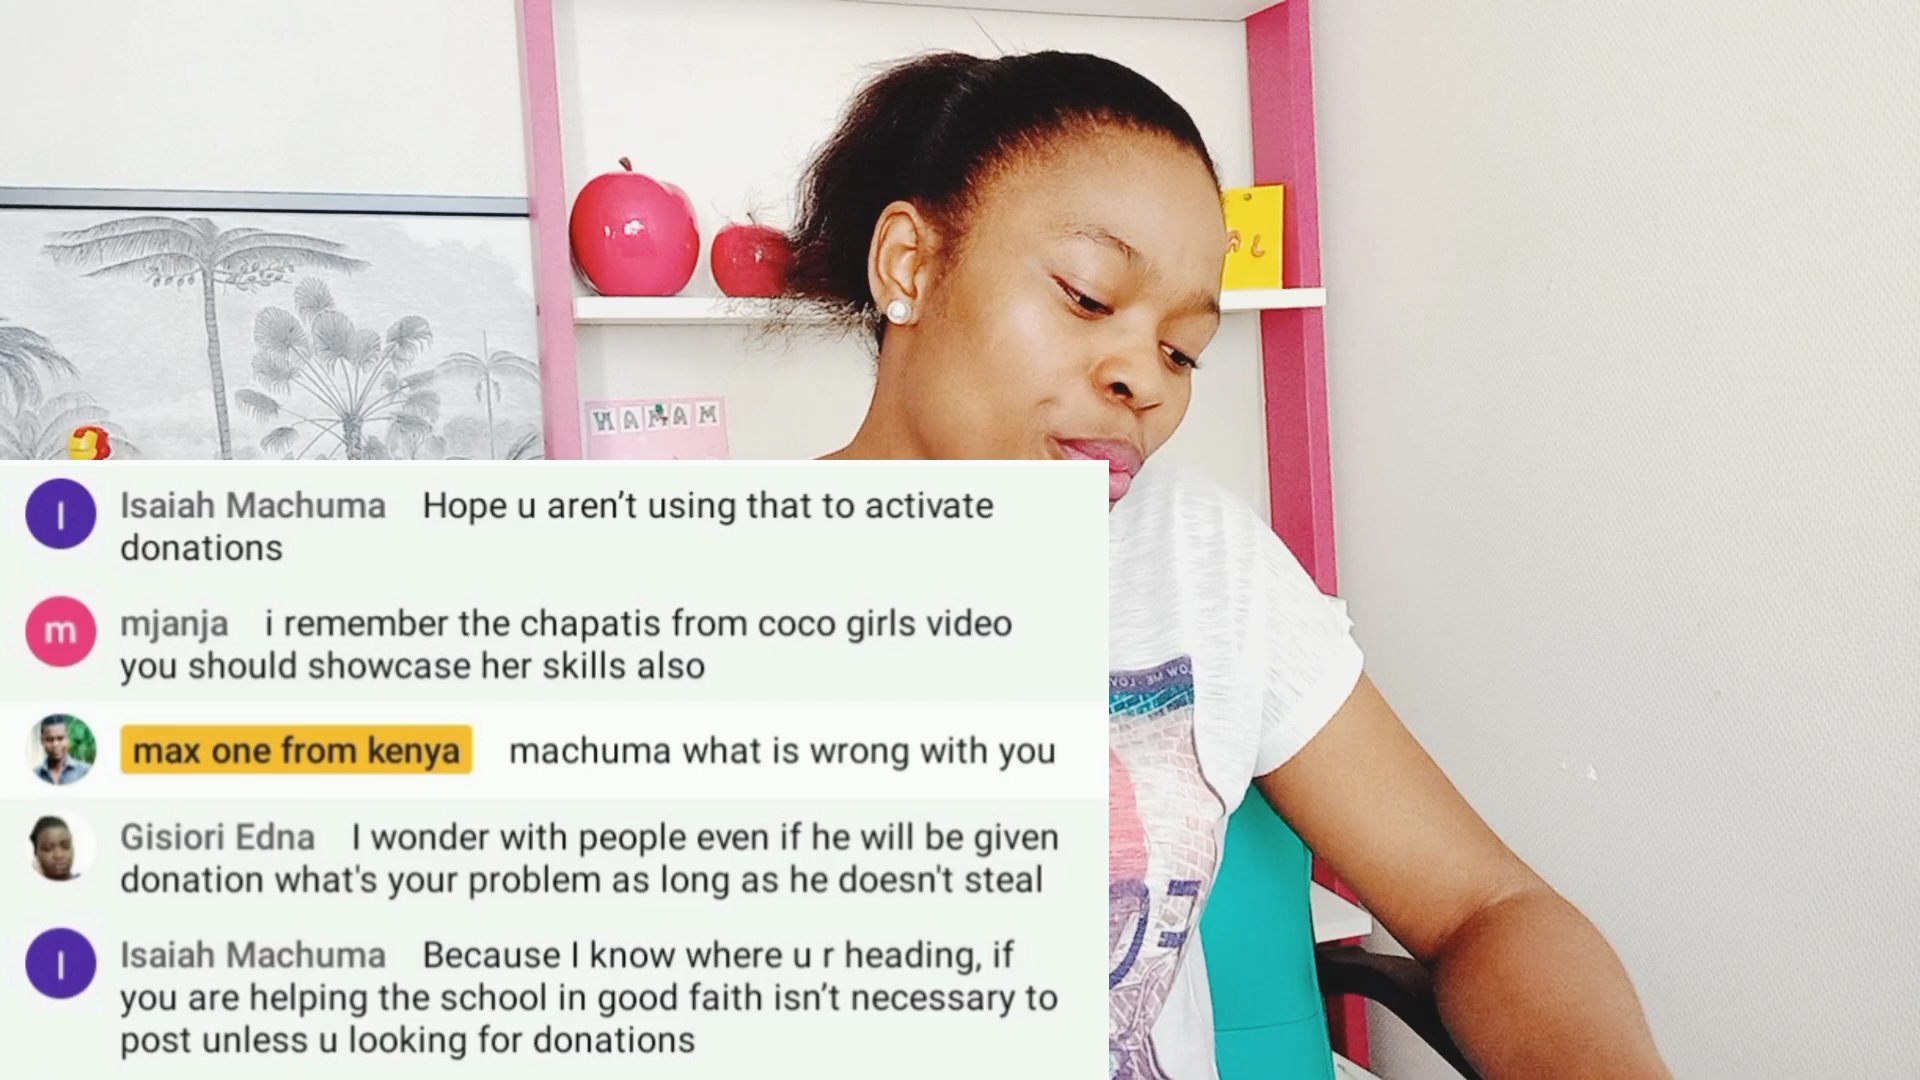 HAMAM
I Isaiah Machuma Hope u aren’t using that to activate
donations
m mjanja i remember the chapatis from coco girls video
you should showcase her skills also
max one from kenya machuma what is wrong with you
Gisiori Edna I wonder with people even if he will be given
donation what's your problem as long as he doesn't steal
I Isaiah Machuma Because I know where u r heading, if
you are helping the school in good faith isn’t necessary to
post unless u looking for donations